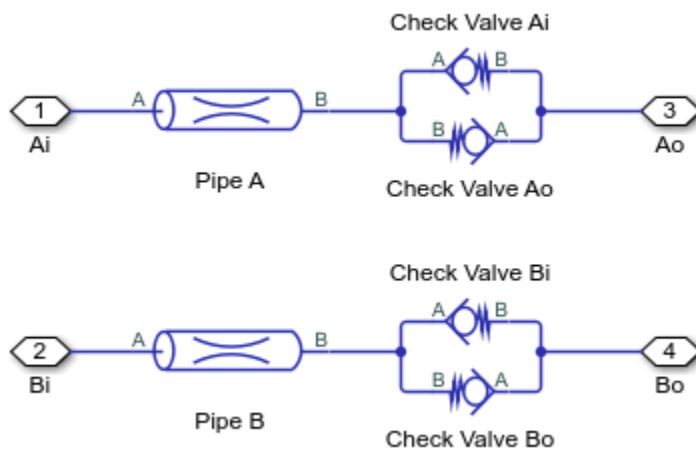 Check Valve Ai
A B
1 A B 3
Ai Ao
B A
Pipe A
Check Valve Ao
Check Valve Bi
A B
2 A B 4
Bi Bo
B A
Pipe B
Check Valve Bo